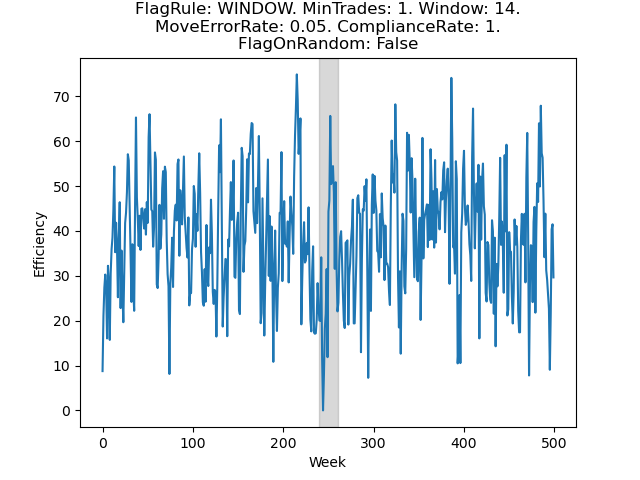 FlagRule: WINDOW. MinTrades: 1. Window: 14.
MoveErrorRate: 0.05. ComplianceRate: 1.
FlagOnRandom: False
70
60
50
40
30
20
10
0
Efficiency
0 100 200 300 400 500
Week